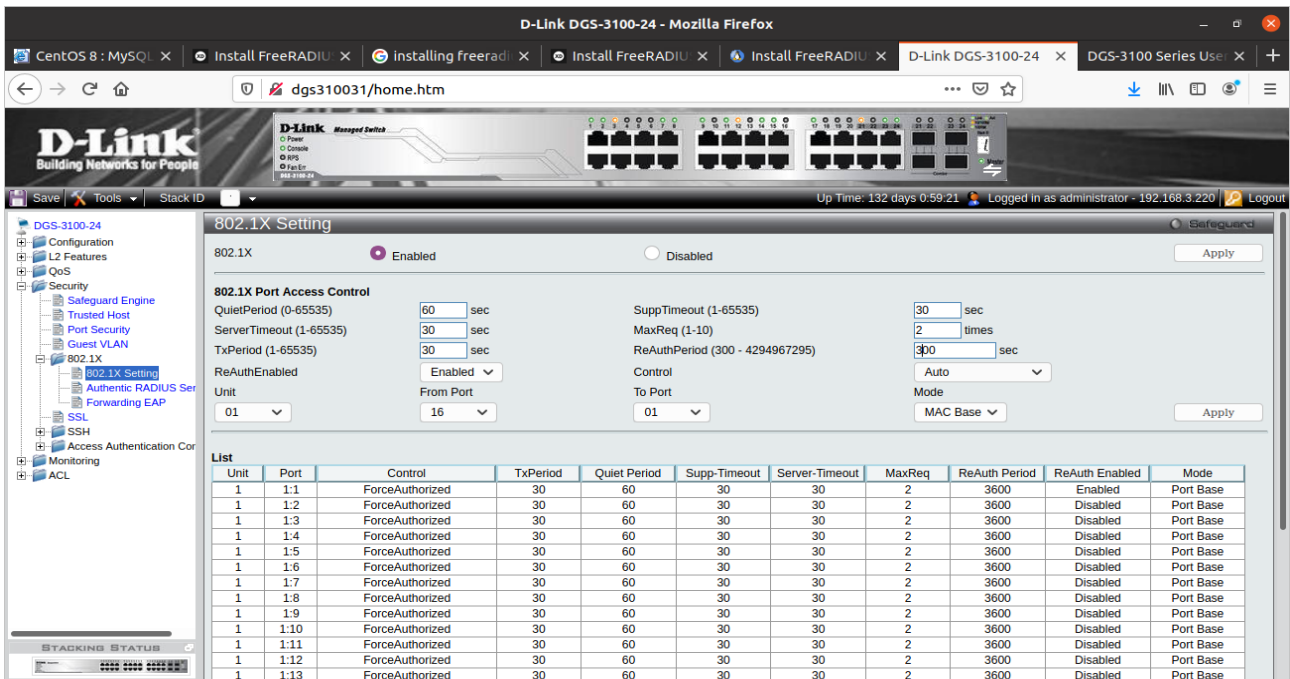 D-Link DGS-3100-24 - Mozilla Firefox
CentOS 8 : MySQL Install FreeRADIU installing freeradi Install FreeRADIU Install FreeRADIU D-Link DGS-3100-24 DGS-3100 Series User
dgs310031/home.htm
D-Link
Building Networks for People
D-Link Managed Switch
Power
Console
RPS
Fan Err
DGS-3100-24
Save Tools Stack ID Up Time: 132 days 0:59:21 Logged in as administrator - 192.168.3.220 Logout
DGS-3100-24
Configuration
L2 Features
QoS
Security
Safeguard Engine
Trusted Host
Port Security
Guest VLAN
802.1X
802.1X Setting
Authentic RADIUS Ser
Forwarding EAP
SSL
SSH
Access Authentication Cor
Monitoring
ACL
STACKING STATUS
802.1X Setting Safeguard
802.1X Enabled Disabled Apply
802.1X Port Access Control
QuietPeriod (0-65535) 60 sec SuppTimeout (1-65535) 30 sec
ServerTimeout (1-65535) 30 sec MaxReq (1-10) 2 times
TxPeriod (1-65535) 30 sec ReAuthPeriod (300 - 4294967295) 300 sec
ReAuthEnabled Enabled Control Auto
Unit From Port To Port Mode
01 16 01 MAC Base Apply
List
Unit Port Control TxPeriod Quiet Period Supp-Timeout Server-Timeout MaxReq ReAuth Period ReAuth Enabled Mode
1 1:1 ForceAuthorized 30 60 30 30 2 3600 Enabled Port Base
1 1:2 ForceAuthorized 30 60 30 30 2 3600 Disabled Port Base
1 1:3 ForceAuthorized 30 60 30 30 2 3600 Disabled Port Base
1 1:4 ForceAuthorized 30 60 30 30 2 3600 Disabled Port Base
1 1:5 ForceAuthorized 30 60 30 30 2 3600 Disabled Port Base
1 1:6 ForceAuthorized 30 60 30 30 2 3600 Disabled Port Base
1 1:7 ForceAuthorized 30 60 30 30 2 3600 Disabled Port Base
1 1:8 ForceAuthorized 30 60 30 30 2 3600 Disabled Port Base
1 1:9 ForceAuthorized 30 60 30 30 2 3600 Disabled Port Base
1 1:10 ForceAuthorized 30 60 30 30 2 3600 Disabled Port Base
1 1:11 ForceAuthorized 30 60 30 30 2 3600 Disabled Port Base
1 1:12 ForceAuthorized 30 60 30 30 2 3600 Disabled Port Base
1 1:13 ForceAuthorized 30 60 30 30 2 3600 Disabled Port Base